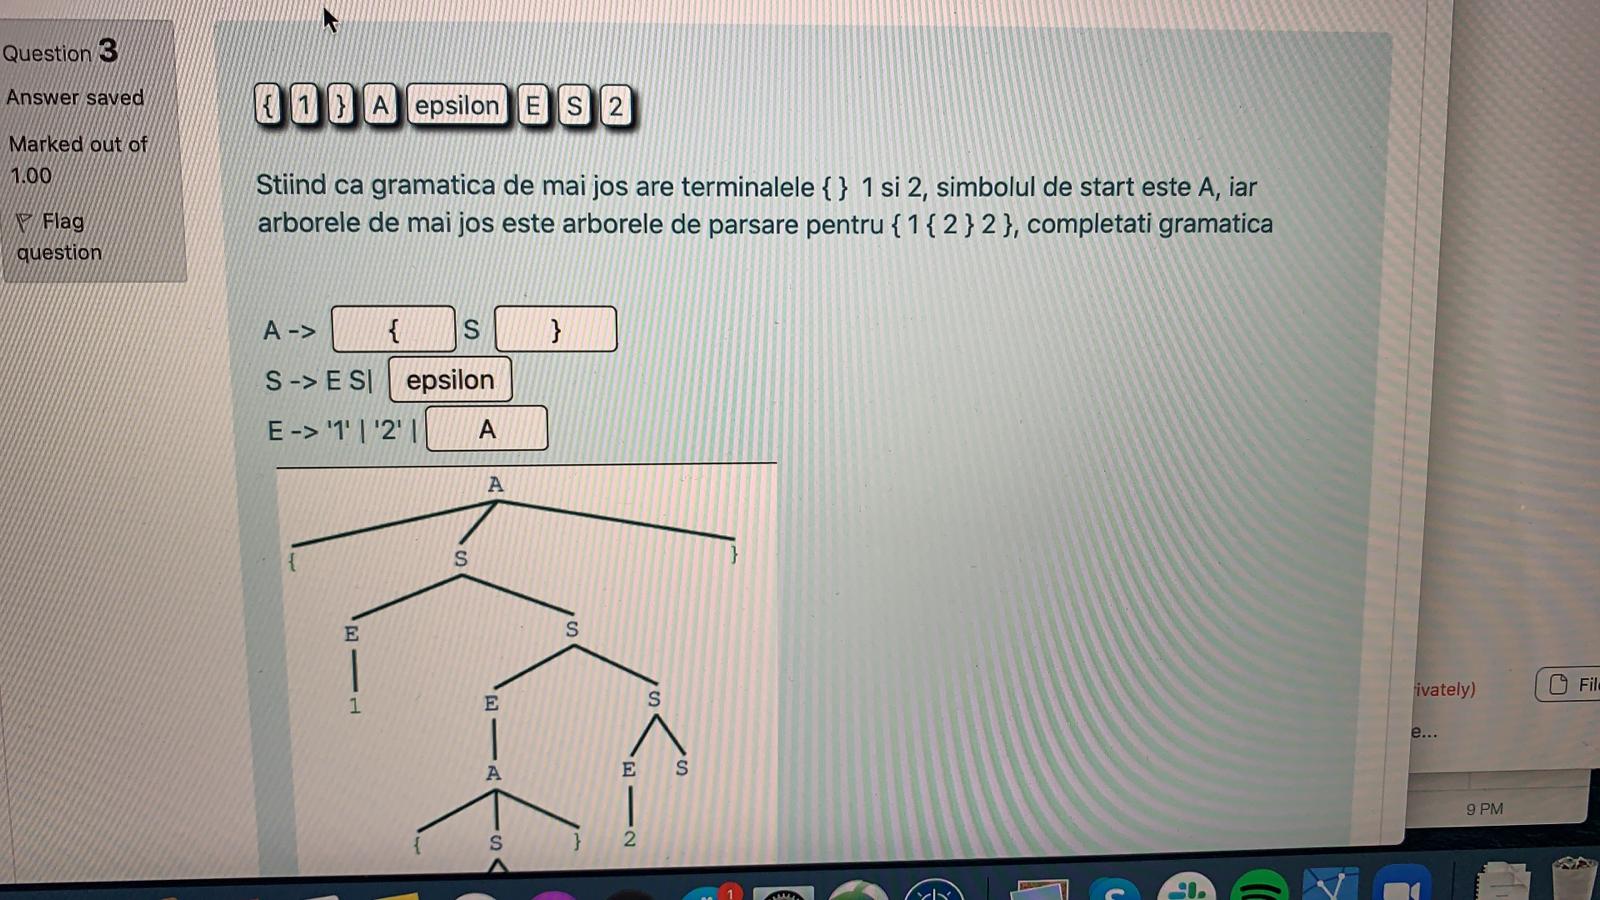 Question 3
Answer saved
Marked out of
1.00
Flag
question
{ 1 } A epsilon E S 2
Stiind ca gramatica de mai jos are terminalele { } 1 si 2, simbolul de start este A, iar
arborele de mai jos este arborele de parsare pentru { 1 { 2 } 2 }, completati gramatica
A -> { S }
S -> E S| epsilon
E -> '1' | '2' | A
A
{ S }
E S
1 E S
A E S
{ S } 2
ivately)
e...
9 PM
1